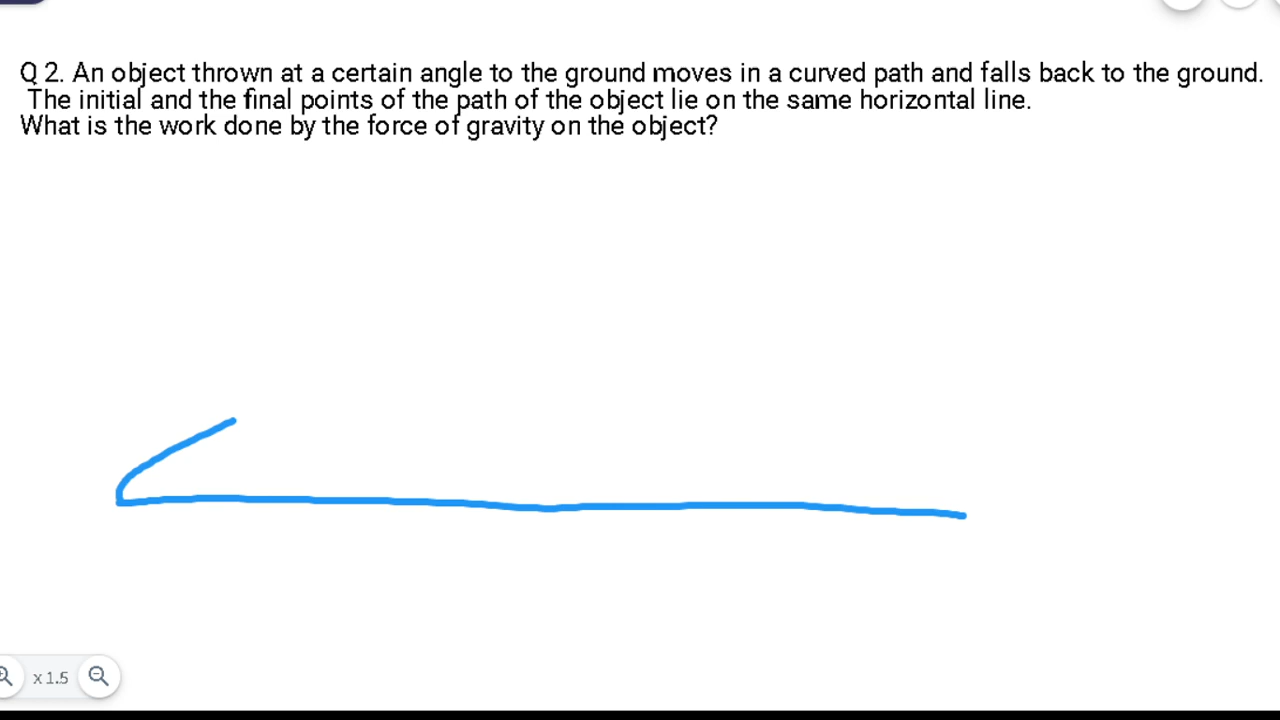 Q 2. An object thrown at a certain angle to the ground moves in a curved path and falls back to the ground.
The initial and the final points of the path of the object lie on the same horizontal line.
What is the work done by the force of gravity on the object?
x 1.5